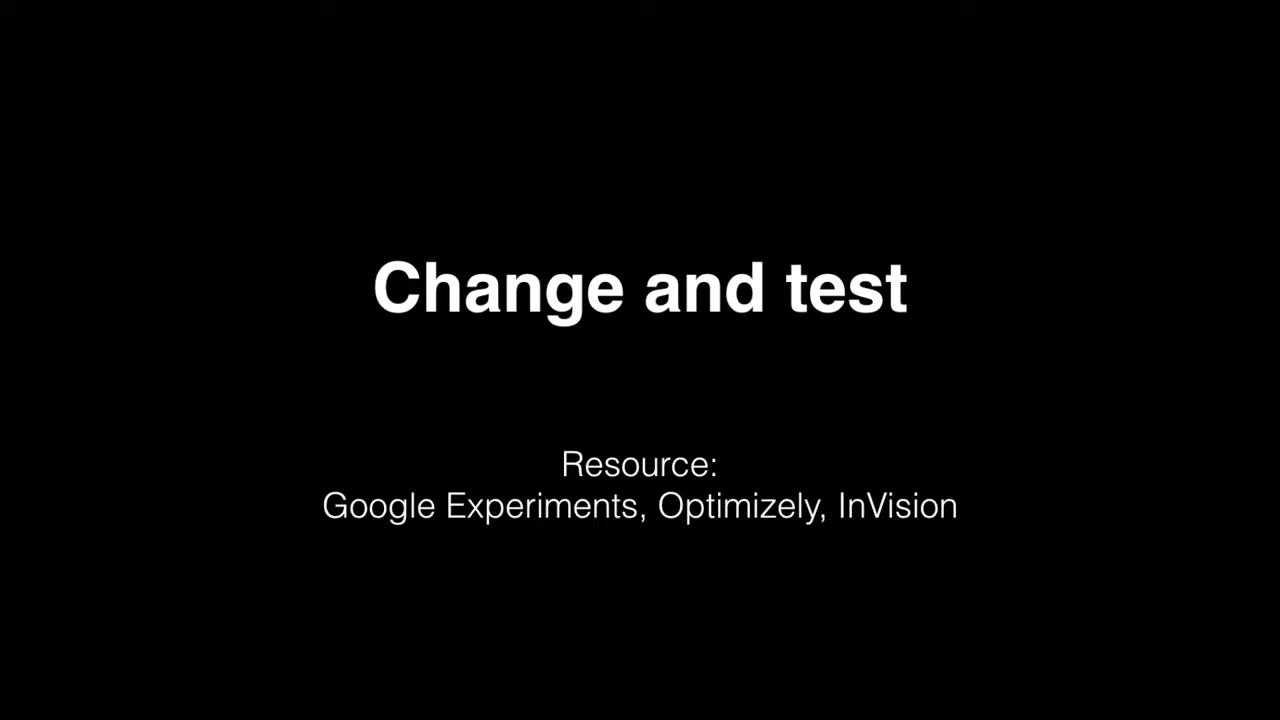 Change and test
Resource:
Google Experiments, Optimizely, InVision